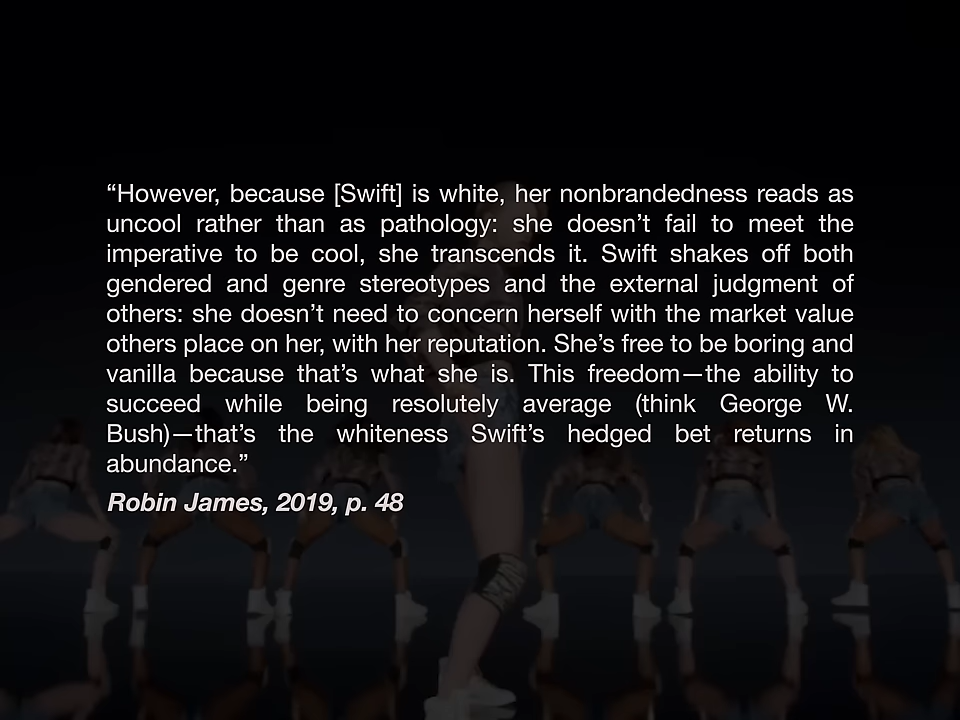 “However, because [Swift] is white, her nonbrandedness reads as
uncool rather than as pathology: she doesn’t fail to meet the
imperative to be cool, she transcends it. Swift shakes off both
gendered and genre stereotypes and the external judgment of
others: she doesn’t need to concern herself with the market value
others place on her, with her reputation. She’s free to be boring and
vanilla because that’s what she is. This freedom—the ability to
succeed while being resolutely average (think George W.
Bush)—that’s the whiteness Swift’s hedged bet returns in
abundance.”
Robin James, 2019, p. 48